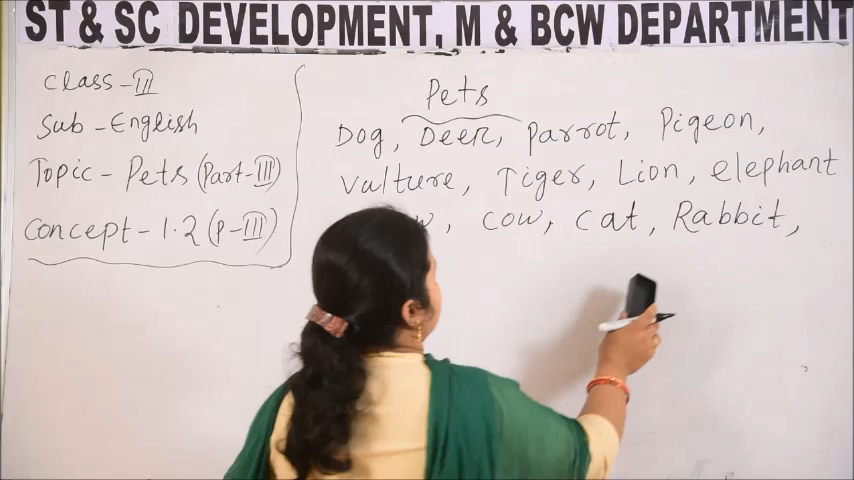 ST & SC DEVELOPMENT, M & BCW DEPARTMENT
Class - III
Sub - English
Topic - Pets (Part-III)
Concept - 1.2 (P-III)
Pets
Dog, Deer, Parrot, Pigeon,
Vulture, Tiger, Lion, elephant
cow, cat, Rabbit,